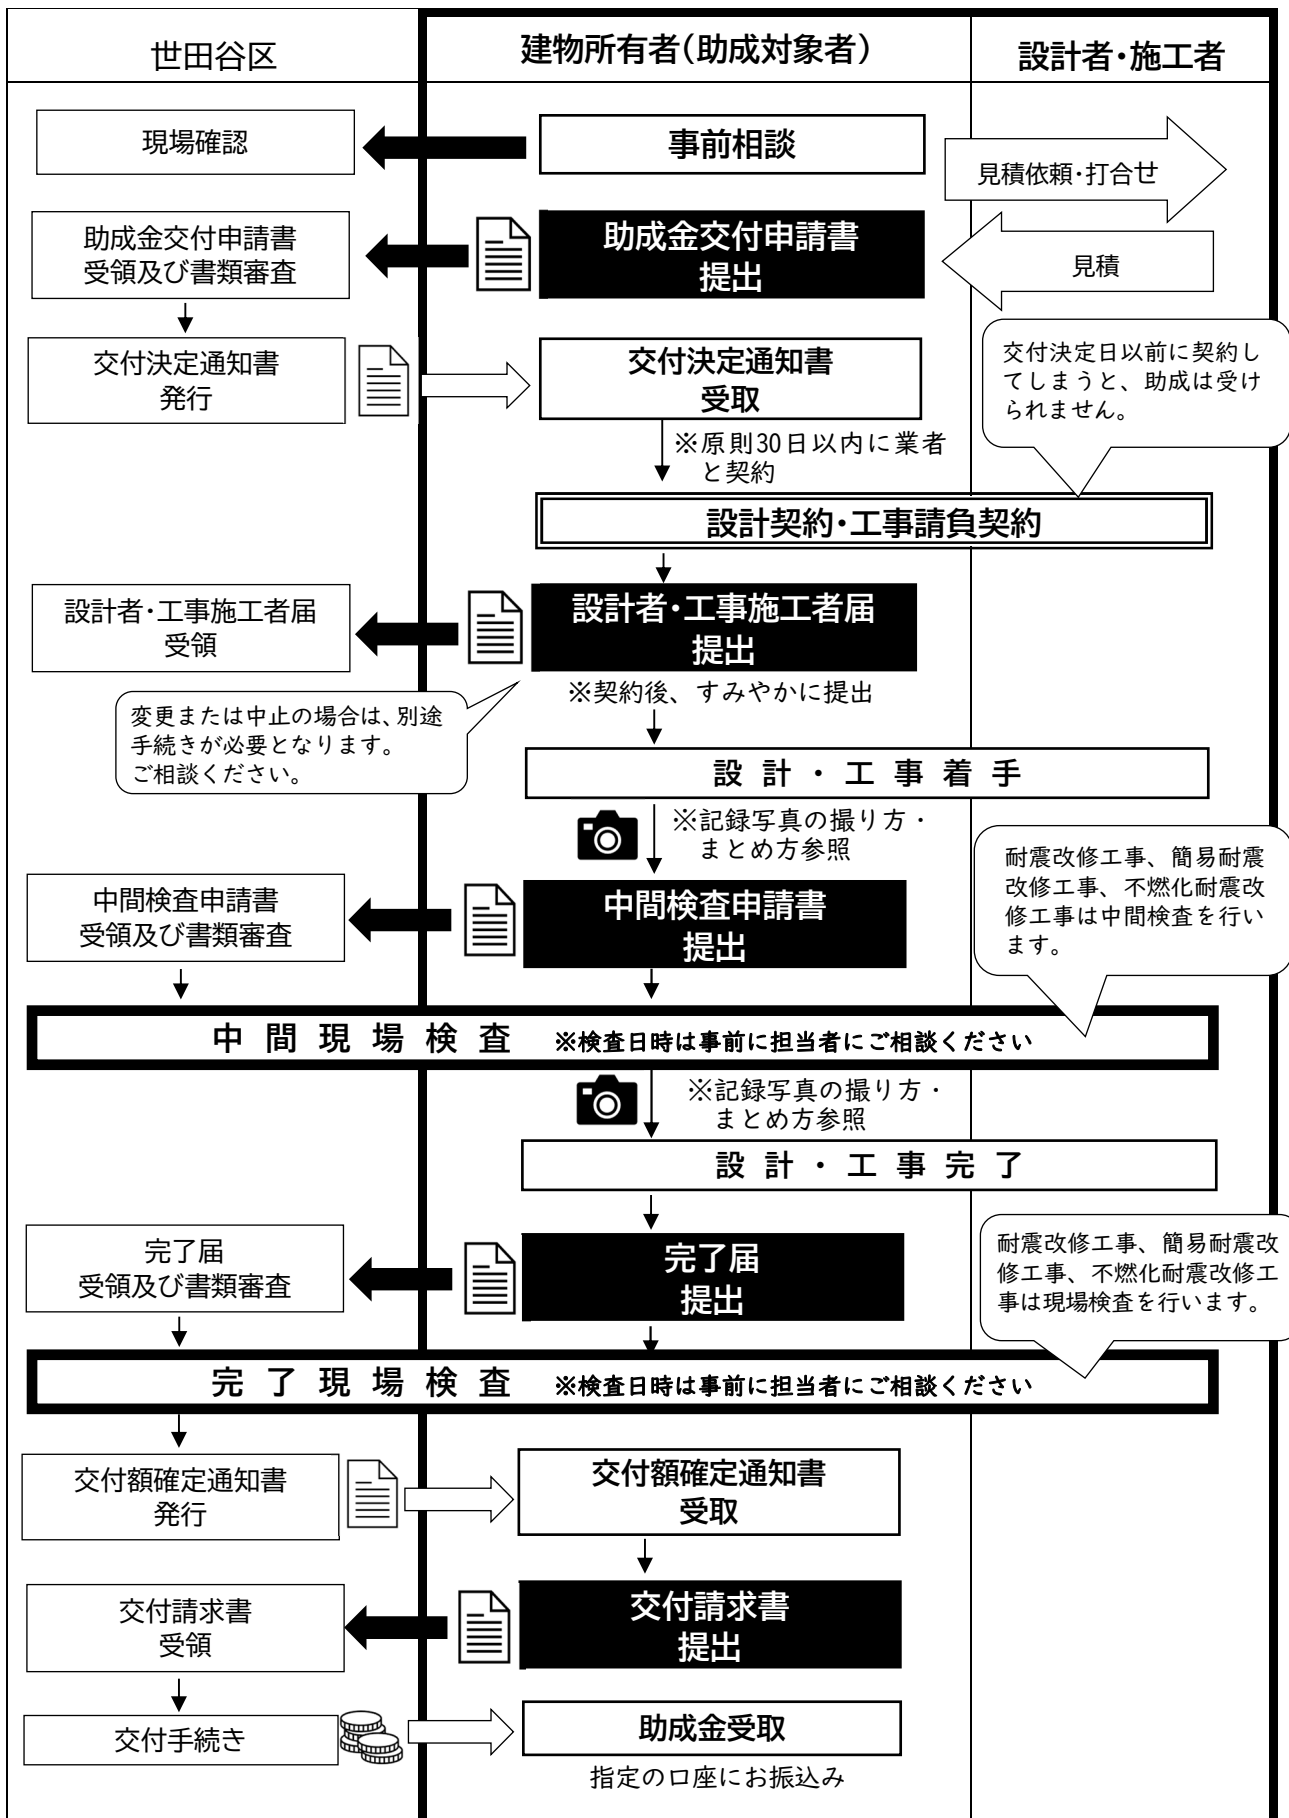 世田谷区
建物所有者(助成対象者)
設計者・施工者
現場確認
事前相談
見積依頼・打合せ
助成金交付申請書
受領及び書類審査
助成金交付申請書
提出
見積
交付決定通知書
発行
交付決定通知書
受取
交付決定日以前に契約し
てしまうと、助成は受け
られません。
※原則30日以内に業者
と契約
設計契約・工事請負契約
設計者・工事施工者届
受領
設計者・工事施工者届
提出
※契約後、すみやかに提出
変更または中止の場合は、別途
手続きが必要となります。
ご相談ください。
設計・工事着手
※記録写真の撮り方・
まとめ方参照
耐震改修工事、簡易耐震
改修工事、不燃化耐震改
修工事は中間検査を行い
ます。
中間検査申請書
受領及び書類審査
中間検査申請書
提出
中間現場検査 ※検査日時は事前に担当者にご相談ください
※記録写真の撮り方・
まとめ方参照
設計・工事完了
完了届
受領及び書類審査
完了届
提出
耐震改修工事、簡易耐震改
修工事、不燃化耐震改修工
事は現場検査を行います。
完了現場検査 ※検査日時は事前に担当者にご相談ください
交付額確定通知書
発行
交付額確定通知書
受取
交付請求書
受領
交付請求書
提出
交付手続き
助成金受取
指定の口座にお振込み